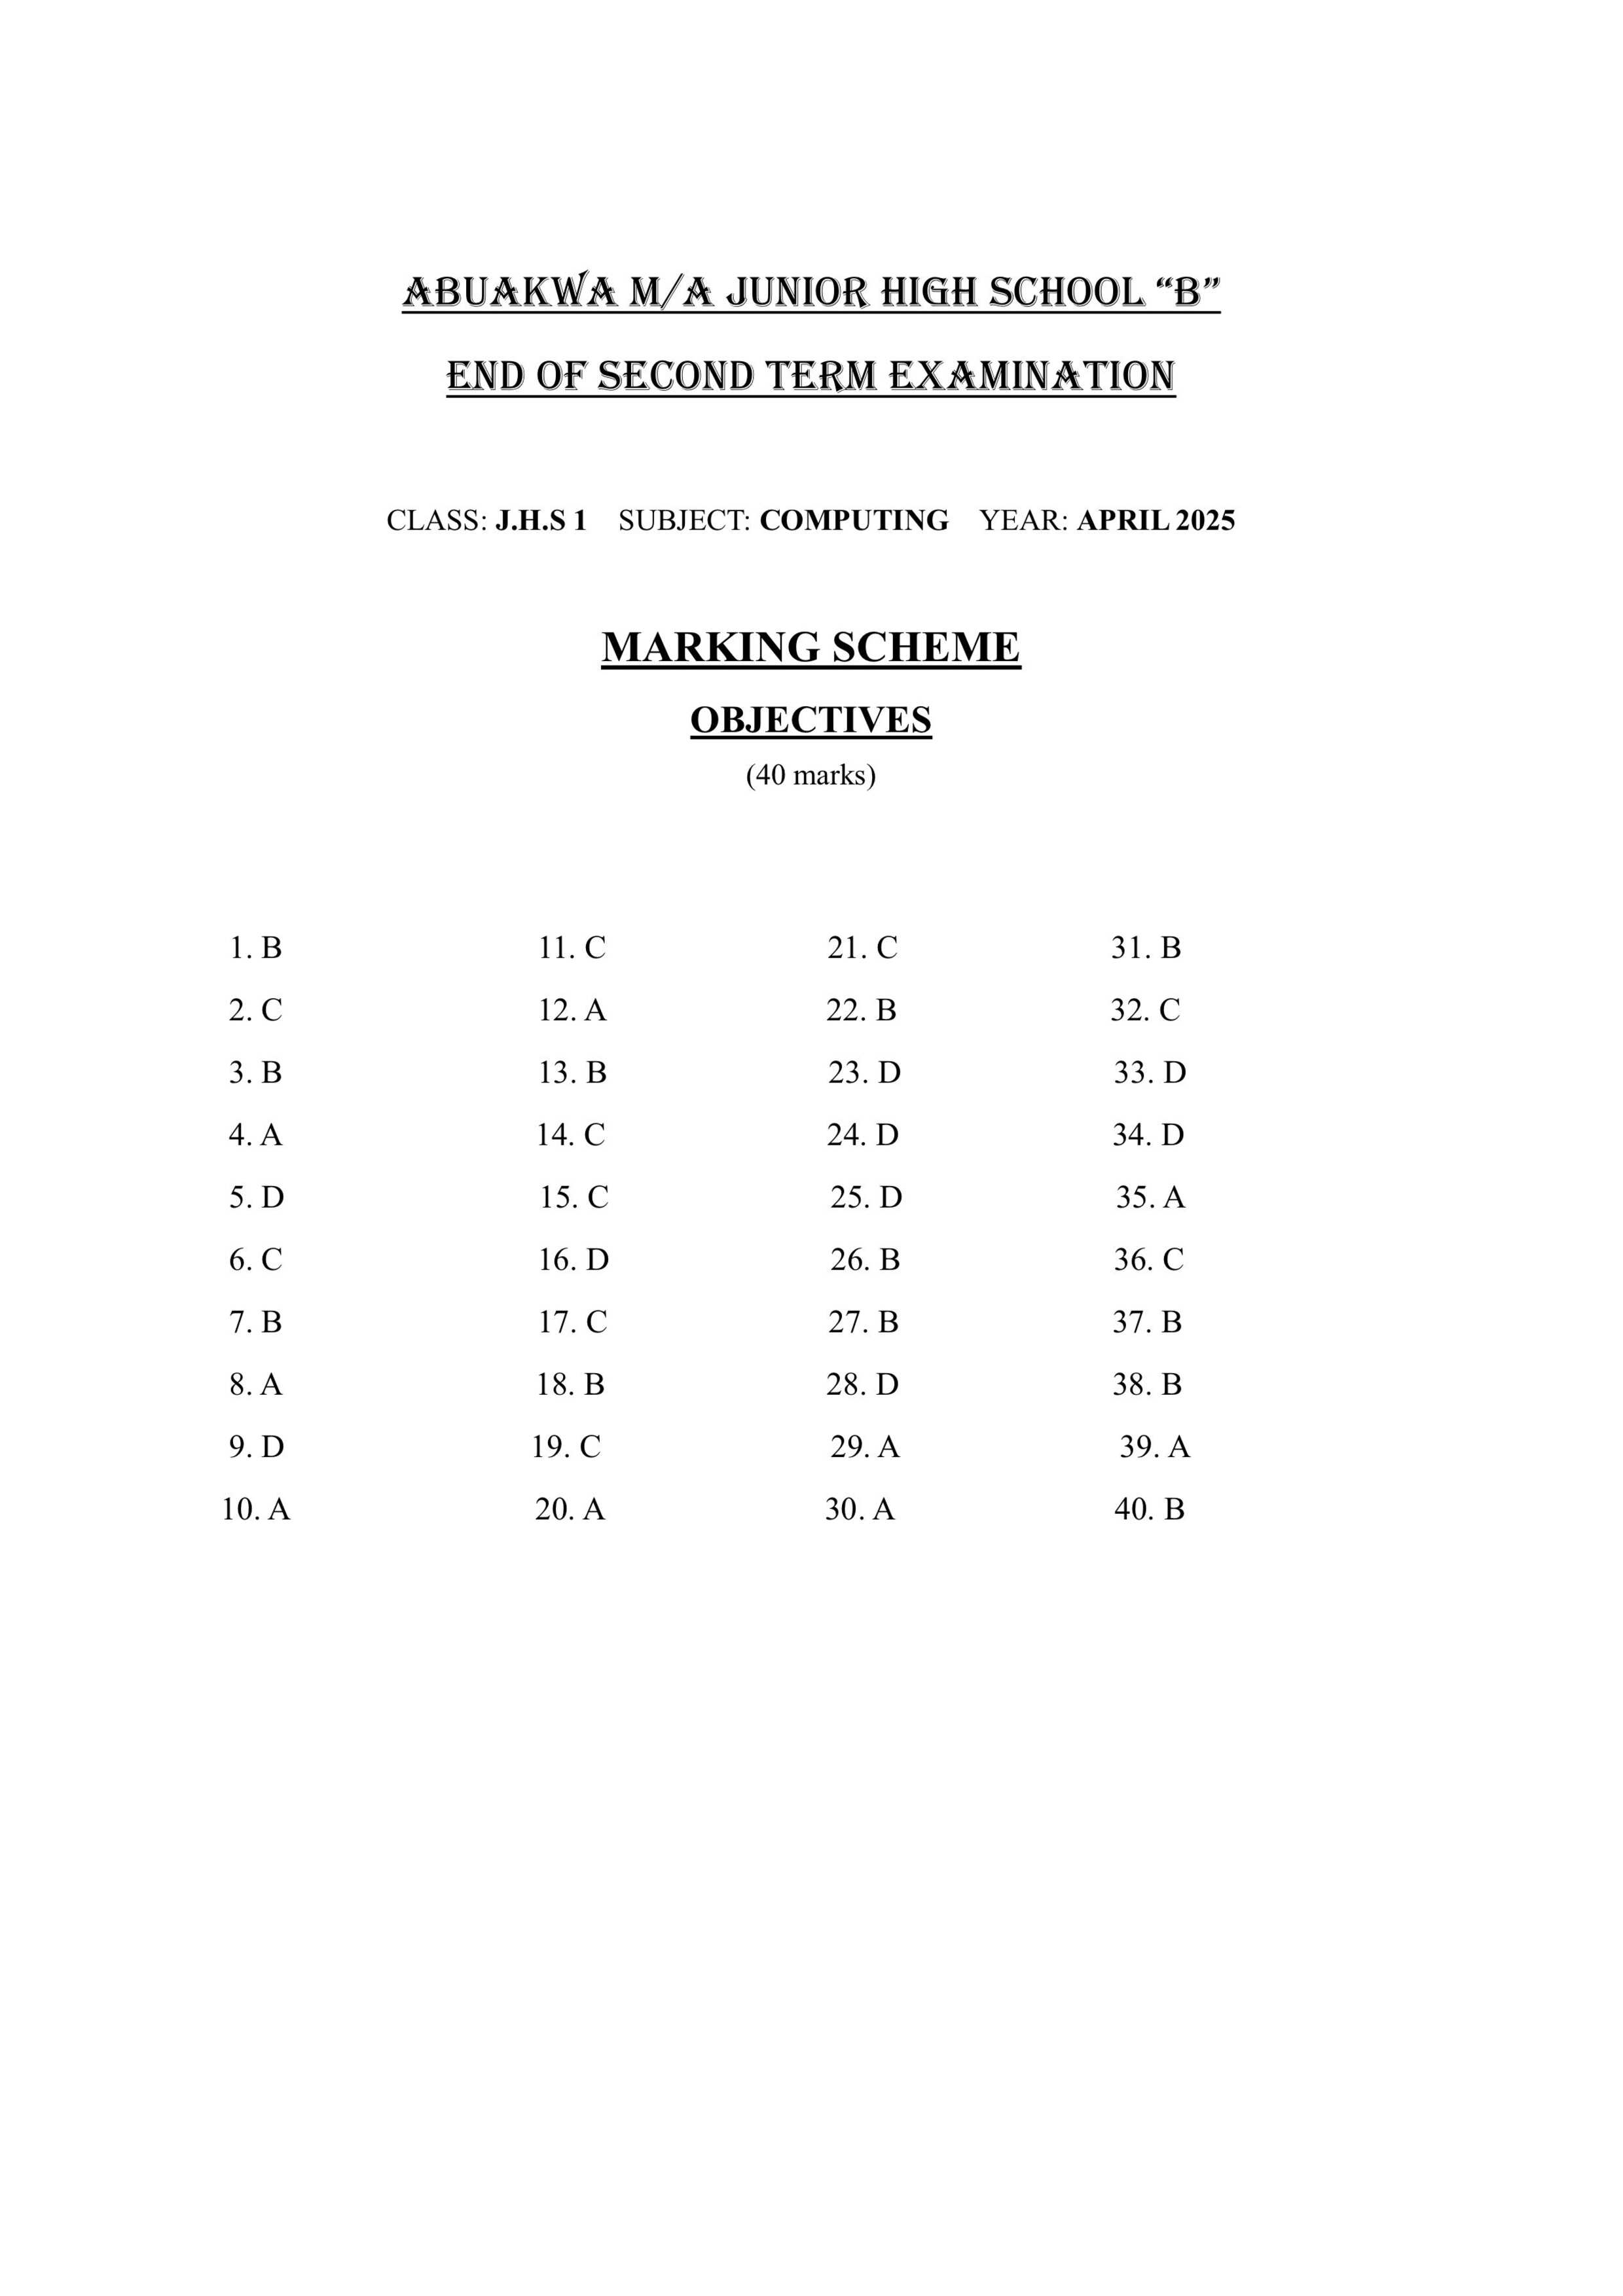 ABUAKWA M/A JUNIOR HIGH SCHOOL “B”
END OF SECOND TERM EXAMINATION
CLASS: J.H.S 1 SUBJECT: COMPUTING YEAR: APRIL 2025
MARKING SCHEME
OBJECTIVES
(40 marks)
1. B 11. C 21. C 31. B
2. C 12. A 22. B 32. C
3. B 13. B 23. D 33. D
4. A 14. C 24. D 34. D
5. D 15. C 25. D 35. A
6. C 16. D 26. B 36. C
7. B 17. C 27. B 37. B
8. A 18. B 28. D 38. B
9. D 19. C 29. A 39. A
10. A 20. A 30. A 40. B